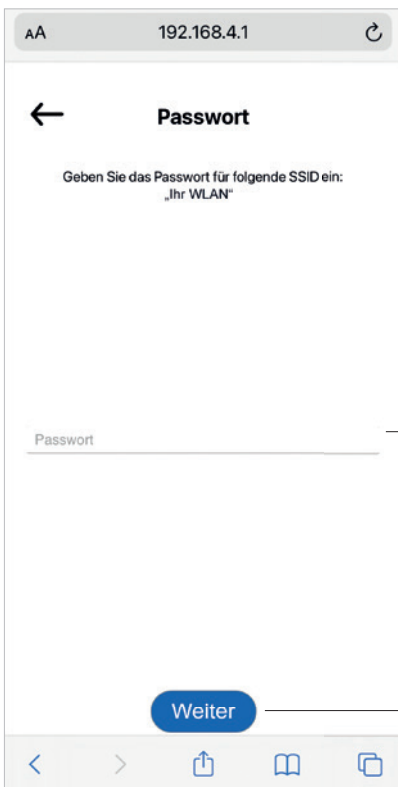 AA 192.168.4.1
Passwort
Geben Sie das Passwort für folgende SSID ein:
„Ihr WLAN“
Passwort
Weiter